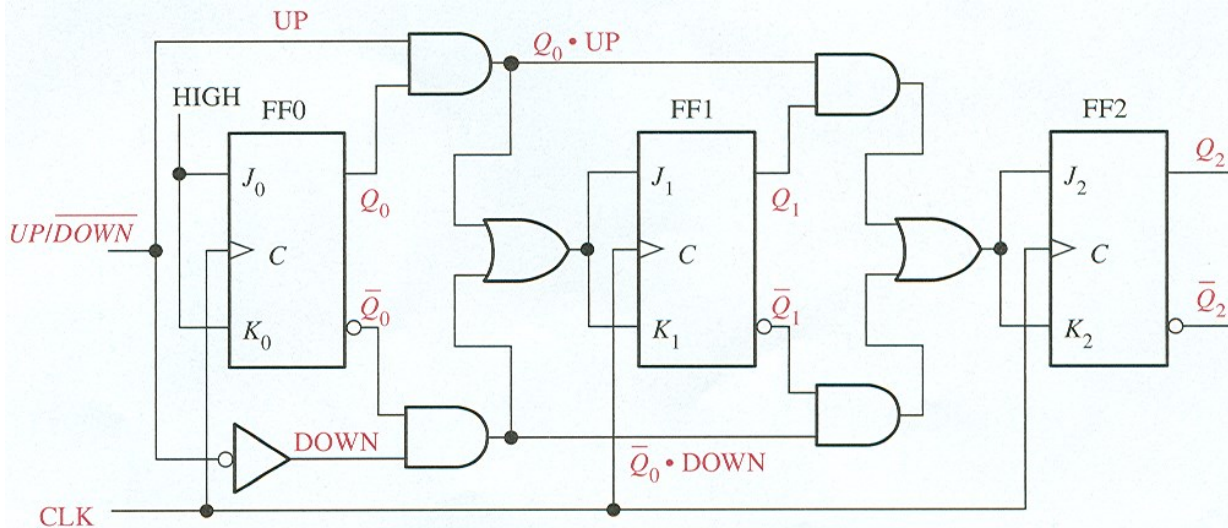 UP
Q₀ • UP
HIGH
FF0
FF1
FF2
J₀
J₁
J₂
Q₂
Q₀
Q₁
UP/D̅O̅W̅N̅
C
C
C
Q̅₀
Q̅₁
Q̅₂
K₀
K₁
K₂
DOWN
Q̅₀ • DOWN
CLK